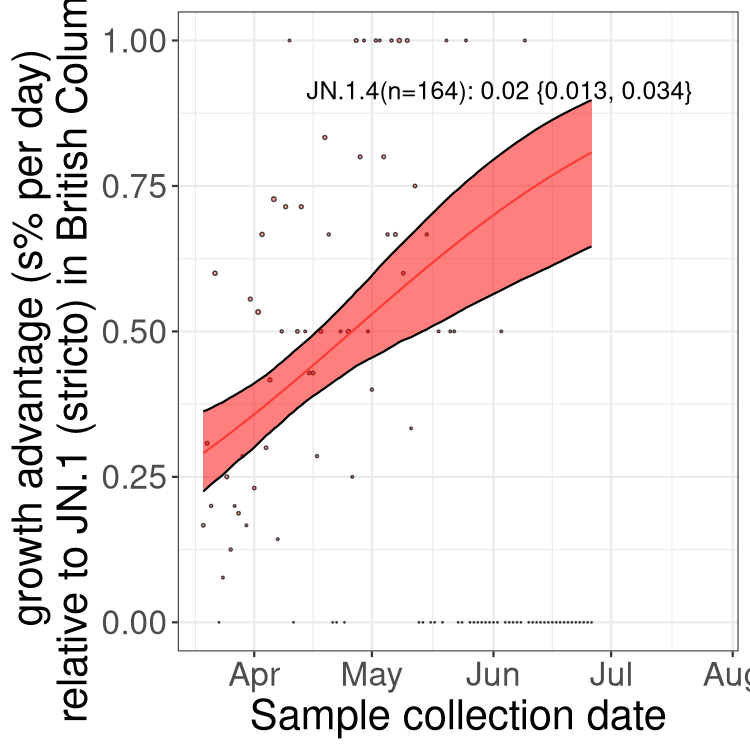 growth advantage (s% per day)
relative to JN.1 (stricto) in British Colum
JN.1.4(n=164): 0.02 {0.013, 0.034}
1.00
0.75
0.50
0.25
0.00
Apr May Jun Jul Aug
Sample collection date